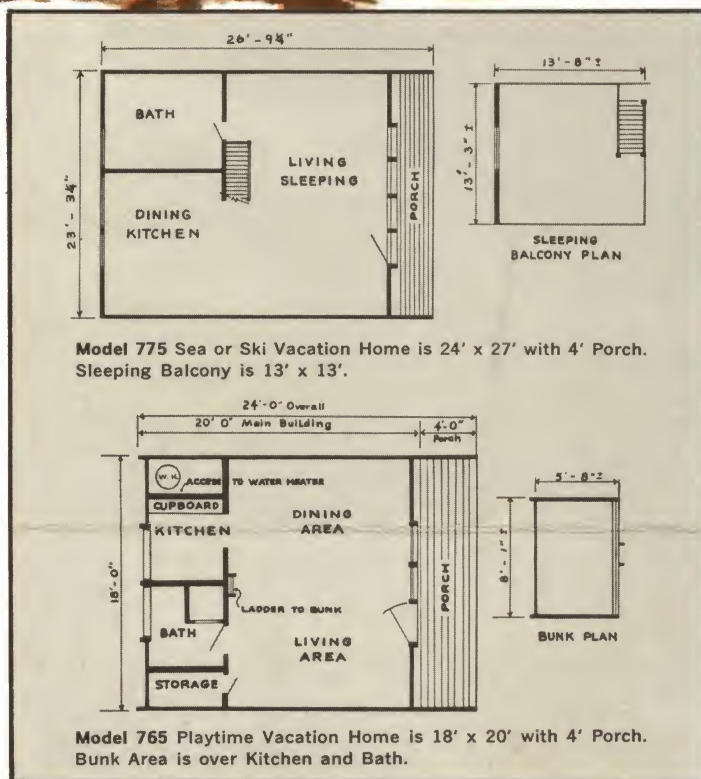 26' - 9¼"
13' - 8" ±
BATH
LIVING
SLEEPING
PORCH
DINING
KITCHEN
23' - 3¼"
13' - 3" ±
SLEEPING
BALCONY PLAN
Model 775 Sea or Ski Vacation Home is 24' x 27' with 4' Porch.
Sleeping Balcony is 13' x 13'.
24'-0" Overall
20' 0" Main Building
4'-0"
Porch
W. H.
ACCESS TO WATER HEATER
CUPBOARD
KITCHEN
DINING
AREA
18'-0"
LADDER TO BUNK
BATH
LIVING
AREA
STORAGE
PORCH
5' - 8" ±
8' - 1" ±
BUNK PLAN
Model 765 Playtime Vacation Home is 18' x 20' with 4' Porch.
Bunk Area is over Kitchen and Bath.